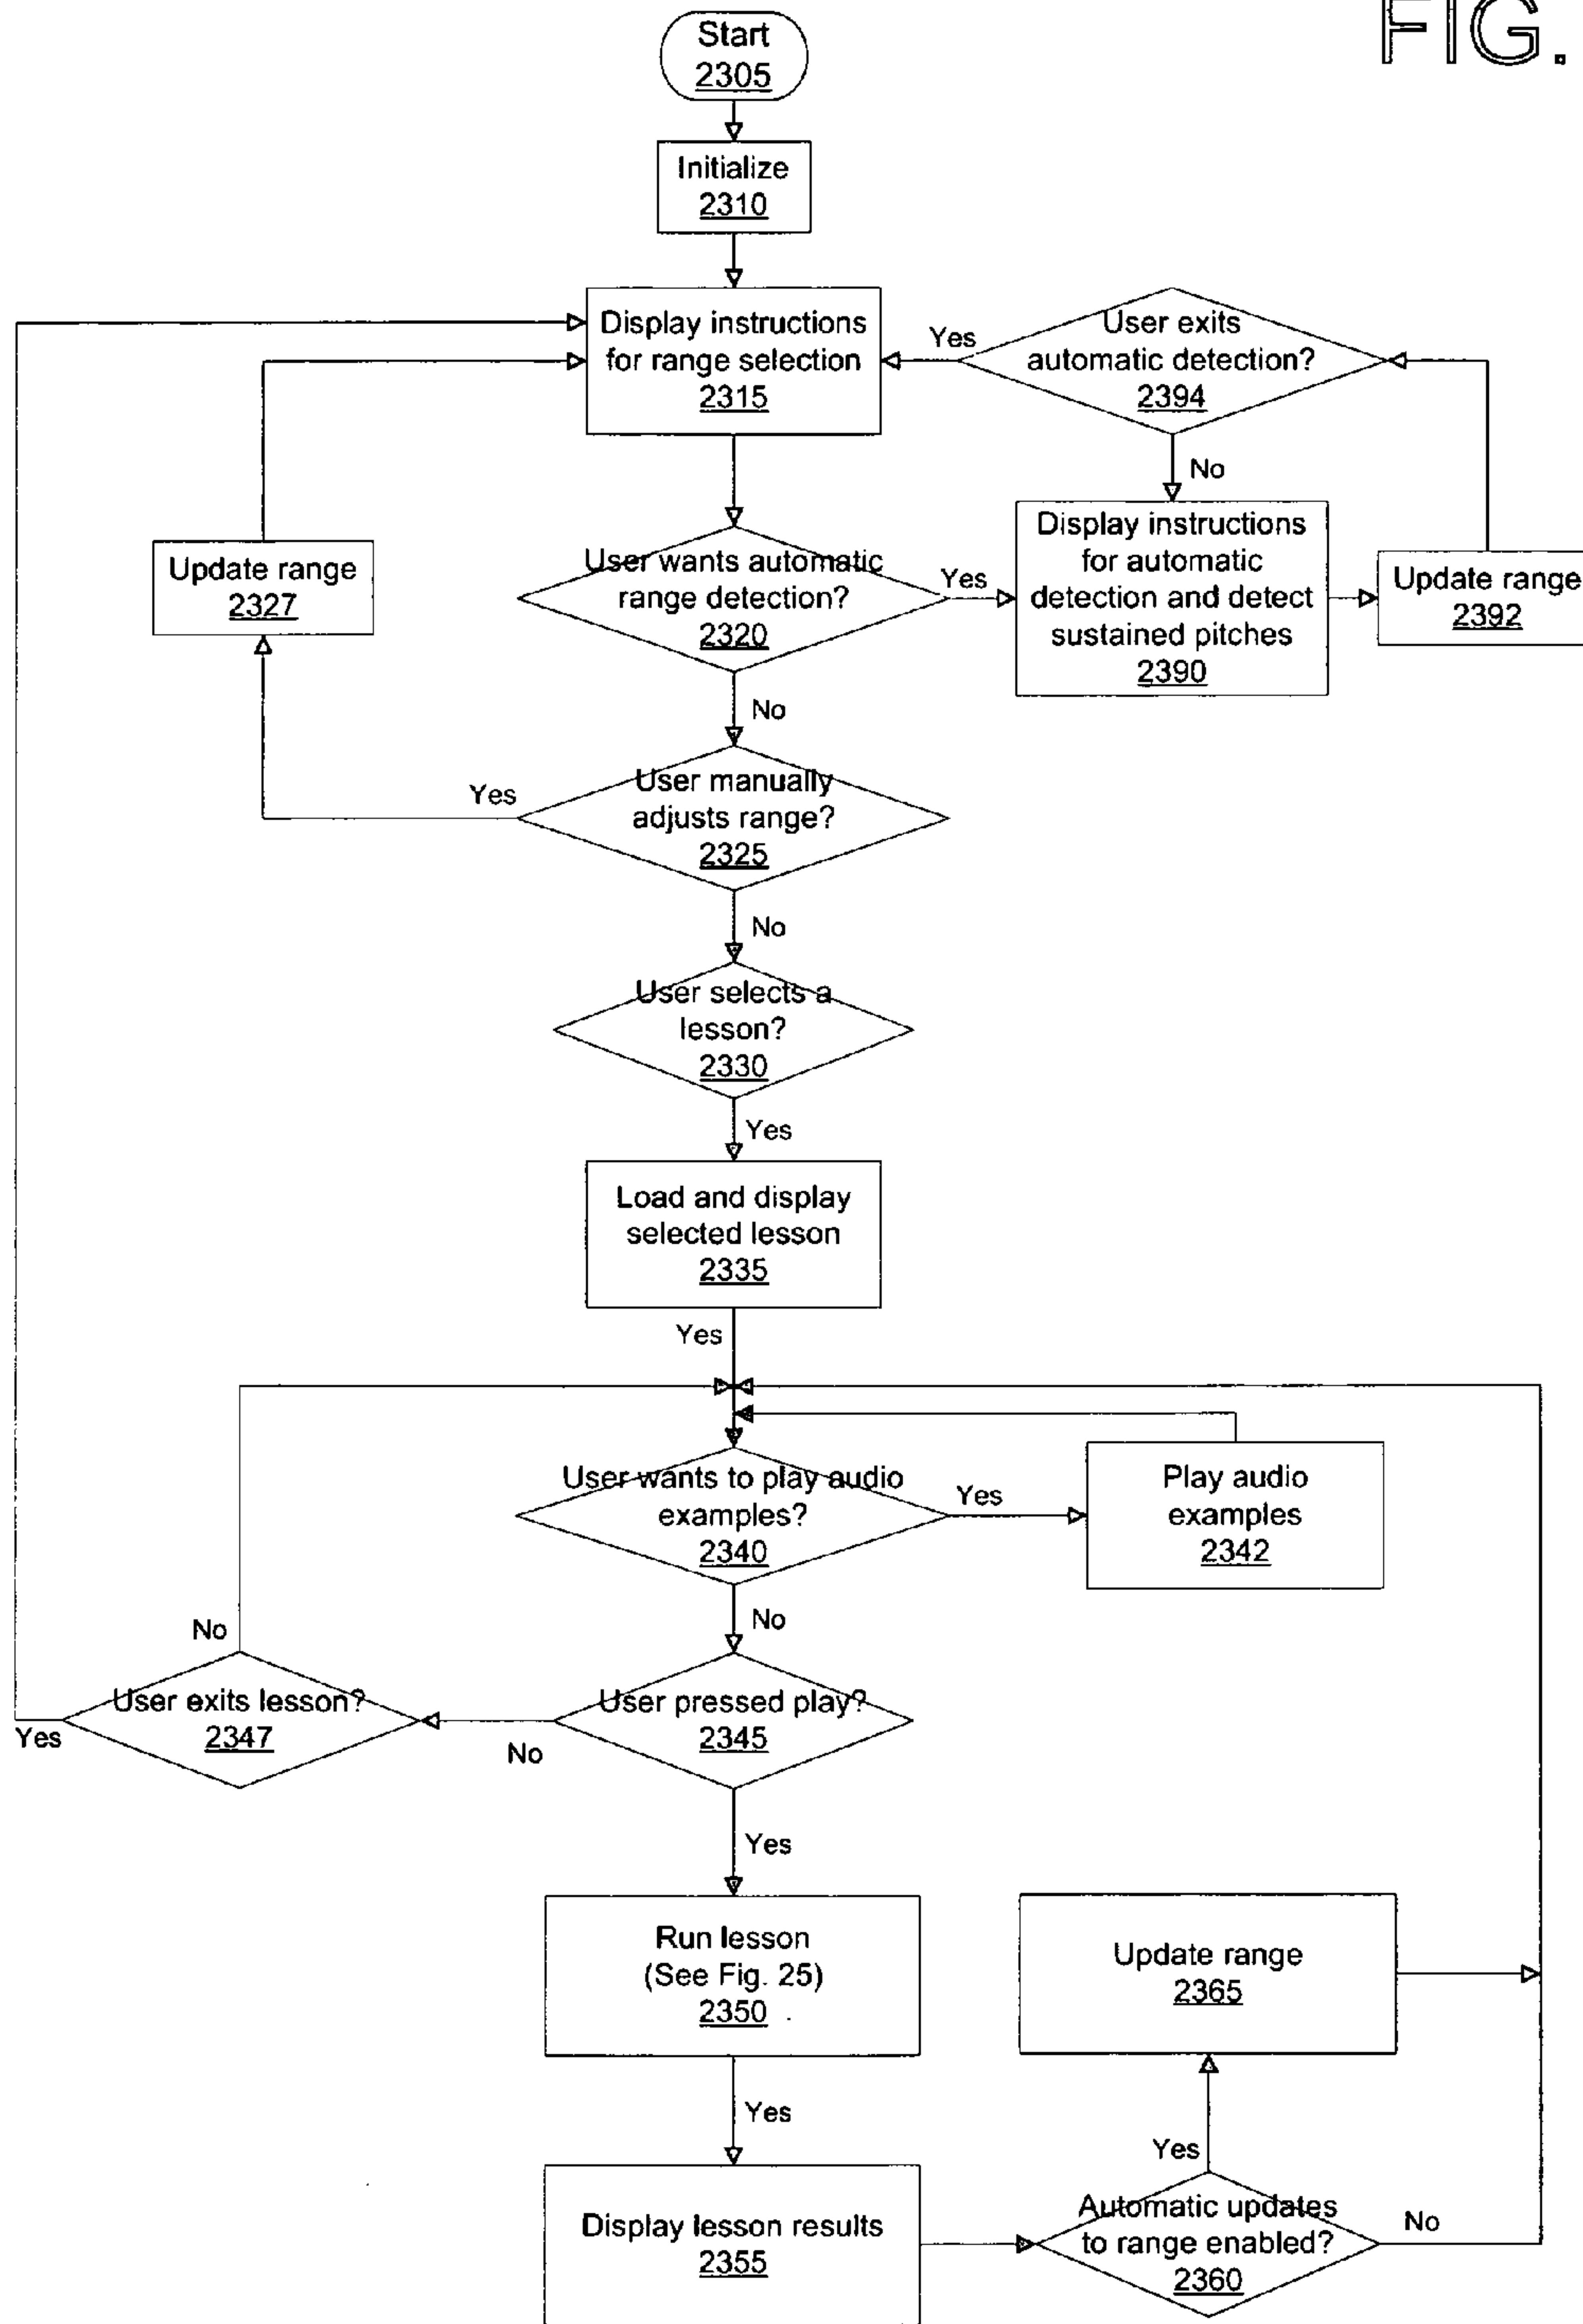 FIG.
Start
2305
Initialize
2310
Display instructions
for range selection
2315
Yes
User exits
automatic detection?
2394
No
Update range
2327
User wants automatic
range detection?
2320
Yes
Display instructions
for automatic
detection and detect
sustained pitches
2390
Update range
2392
No
User manually
adjusts range?
2325
Yes
No
User selects a
lesson?
2330
Yes
Load and display
selected lesson
2335
Yes
User wants to play audio
examples?
2340
Yes
Play audio
examples
2342
No
No
User exits lesson?
2347
Yes
No
User pressed play?
2345
Yes
Run lesson
(See Fig. 25)
2350
Update range
2365
Yes
Yes
Display lesson results
2355
Automatic updates
to range enabled?
2360
No